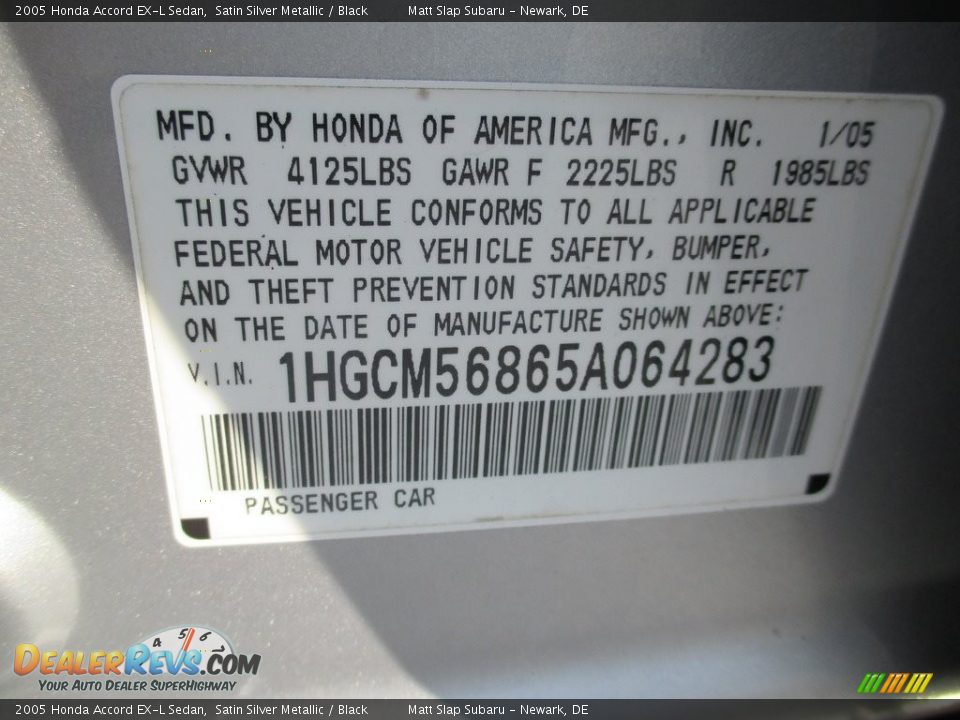 2005 Honda Accord EX-L Sedan, Satin Silver Metallic / Black Matt Slap Subaru - Newark, DE
MFD. BY HONDA OF AMERICA MFG., INC. 1/05
GVWR 4125LBS GAWR F 2225LBS R 1985LBS
THIS VEHICLE CONFORMS TO ALL APPLICABLE
FEDERAL MOTOR VEHICLE SAFETY, BUMPER,
AND THEFT PREVENTION STANDARDS IN EFFECT
ON THE DATE OF MANUFACTURE SHOWN ABOVE:
V.I.N. 1HGCM56865A064283
PASSENGER CAR
4 5 6
DEALERREVS.COM
YOUR AUTO DEALER SUPERHIGHWAY
2005 Honda Accord EX-L Sedan, Satin Silver Metallic / Black Matt Slap Subaru - Newark, DE